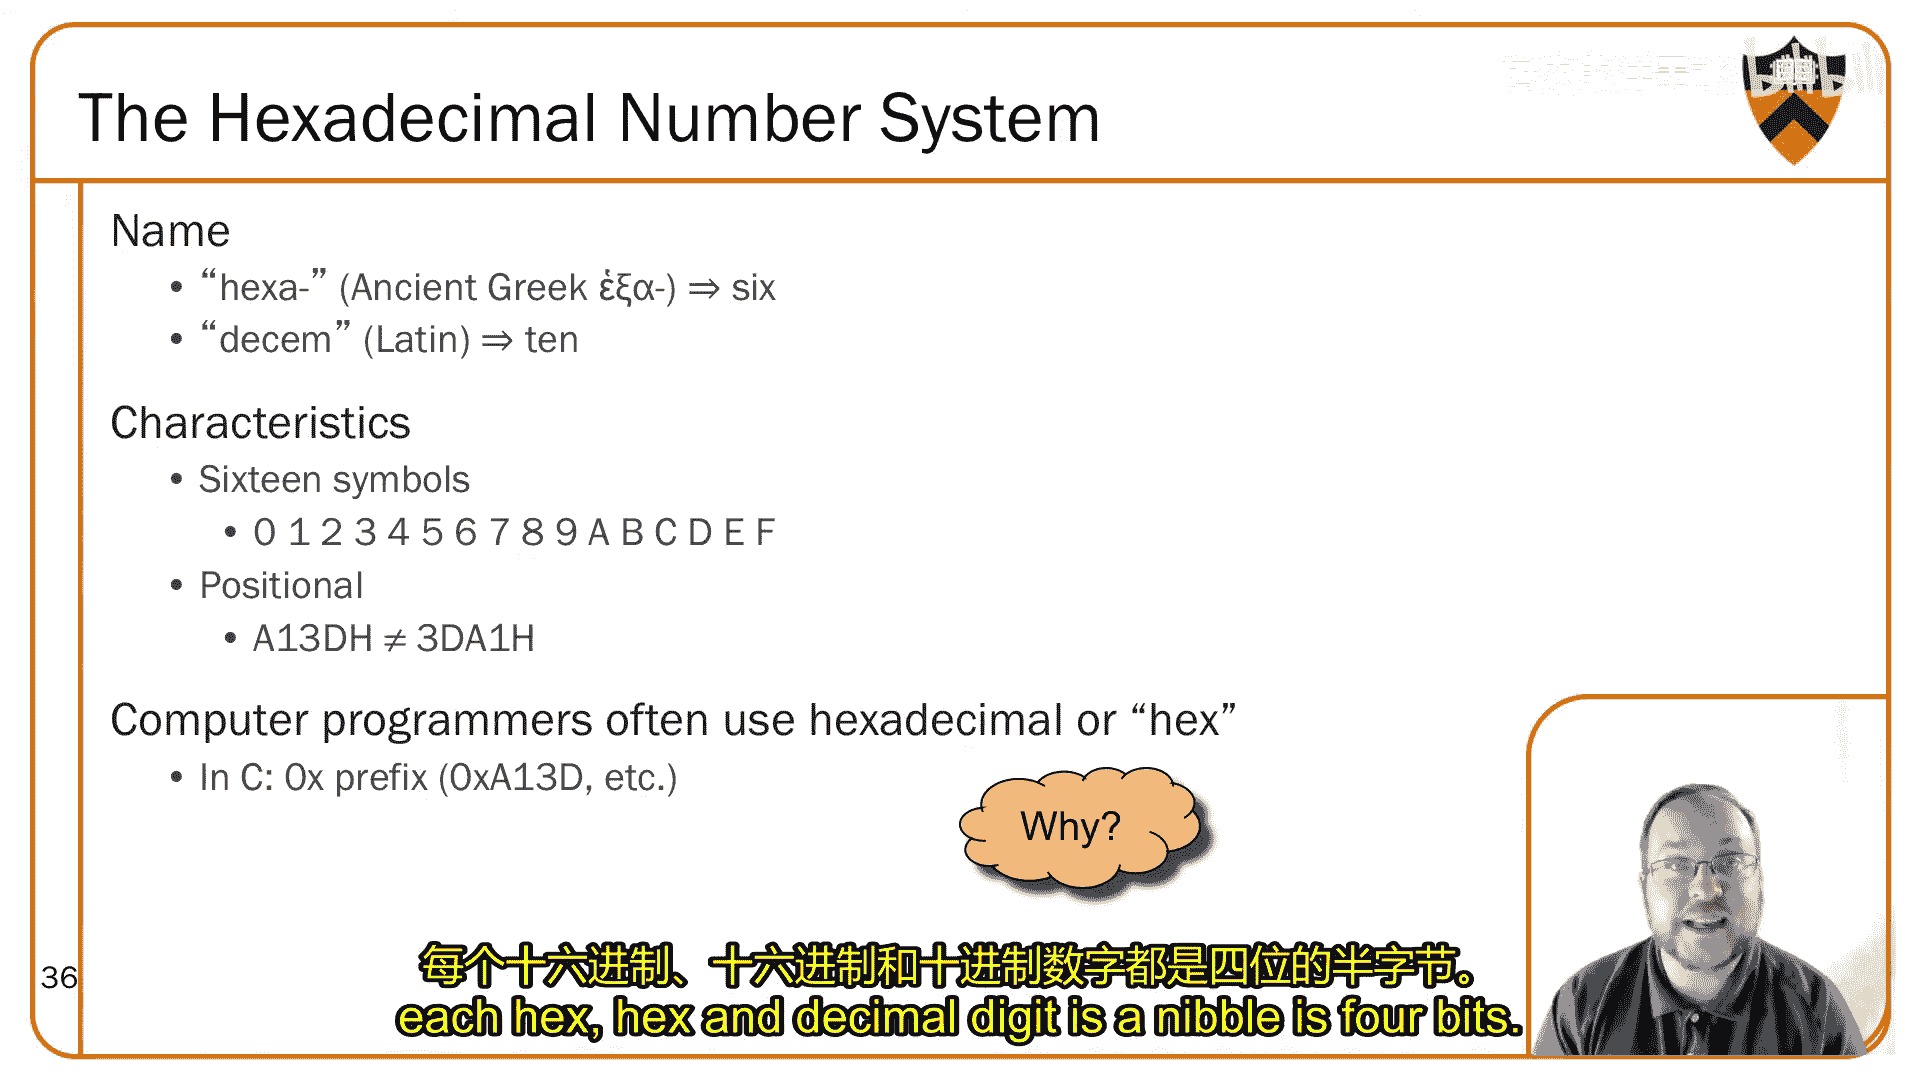 The Hexadecimal Number System
Name
• “hexa-” (Ancient Greek ἑξα-) ⇒ six
• “decem” (Latin) ⇒ ten
Characteristics
• Sixteen symbols
• 0 1 2 3 4 5 6 7 8 9 A B C D E F
• Positional
• A13DH ≠ 3DA1H
Computer programmers often use hexadecimal or “hex”
• In C: 0x prefix (0xA13D, etc.)
Why?
36
每个十六进制、十六进制和十进制数字都是四位的半字节。
each hex, hex and decimal digit is a nibble is four bits.